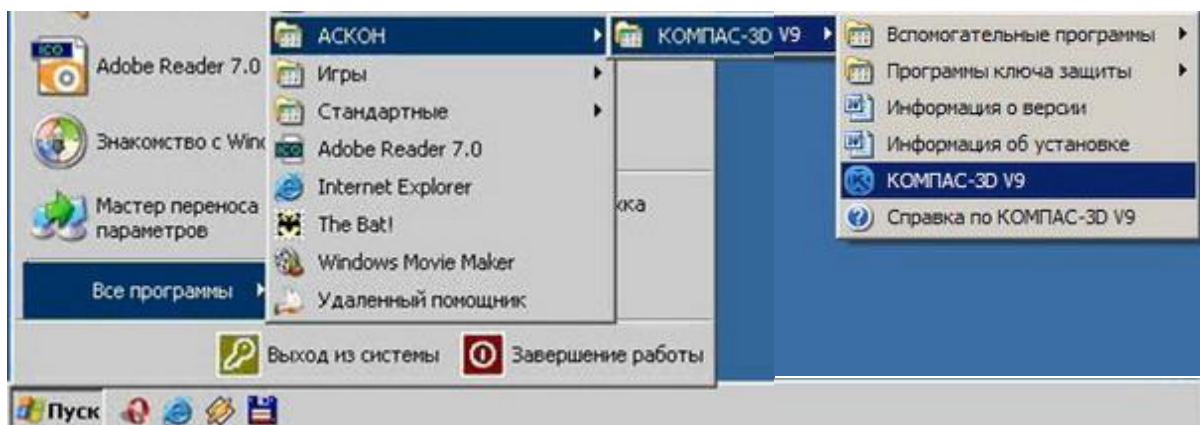 Adobe Reader 7.0
Знакомство с Wind
Мастер переноса
параметров
Все программы
АСКОН
Игры
Стандартные
Adobe Reader 7.0
Internet Explorer
The Bat!
Windows Movie Maker
Удаленный помощник
КОМПАС-3D V9
Вспомогательные программы
Программы ключа защиты
Информация о версии
Информация об установке
КОМПАС-3D V9
Справка по КОМПАС-3D V9
Выход из системы
Завершение работы
Пуск